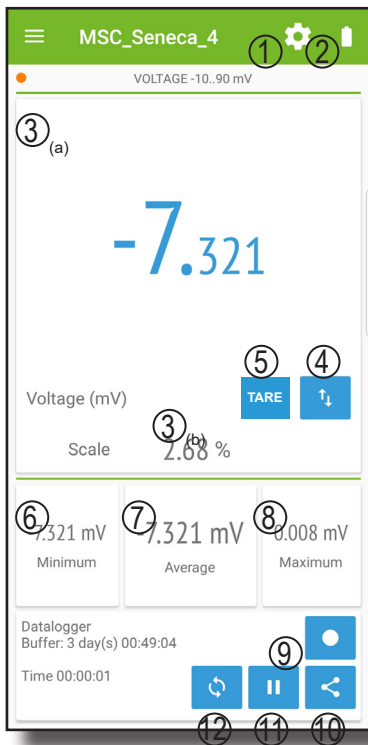 MSC_Seneca_4
① ②
VOLTAGE -10..90 mV
③ (a)
-7.321
⑤ ④
Voltage (mV) TARE
③ (b)
Scale 2.68 %
⑥ ⑦ ⑧
7.321 mV -7.321 mV 0.008 mV
Minimum Average Maximum
Datalogger
Buffer: 3 day(s) 00:49:04
⑨
Time 00:00:01
⑫ ⑪ ⑩